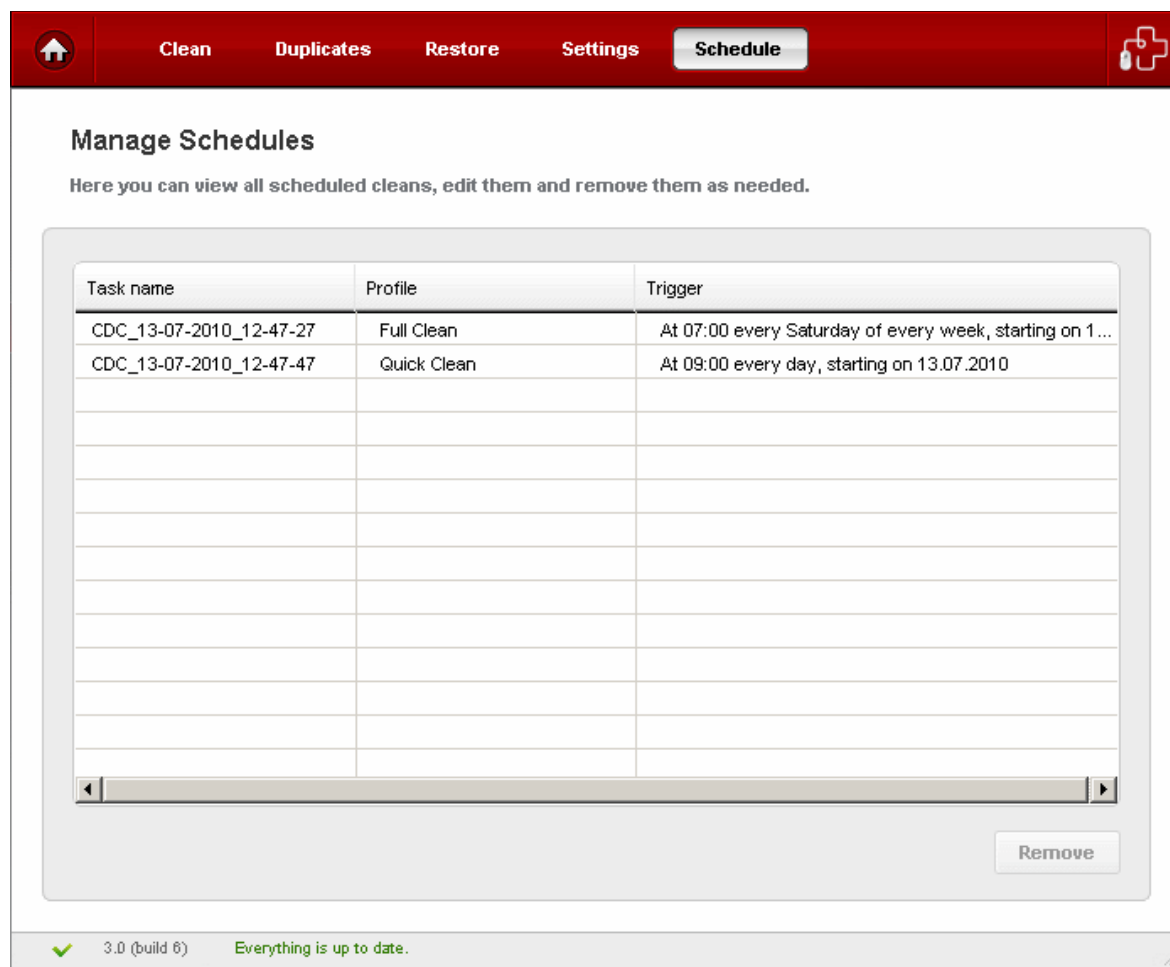 Clean Duplicates Restore Settings Schedule
Manage Schedules
Here you can view all scheduled cleans, edit them and remove them as needed.
Task name Profile Trigger
CDC_13-07-2010_12-47-27 Full Clean At 07:00 every Saturday of every week, starting on 1...
CDC_13-07-2010_12-47-47 Quick Clean At 09:00 every day, starting on 13.07.2010
Remove
3.0 (build 6) Everything is up to date.